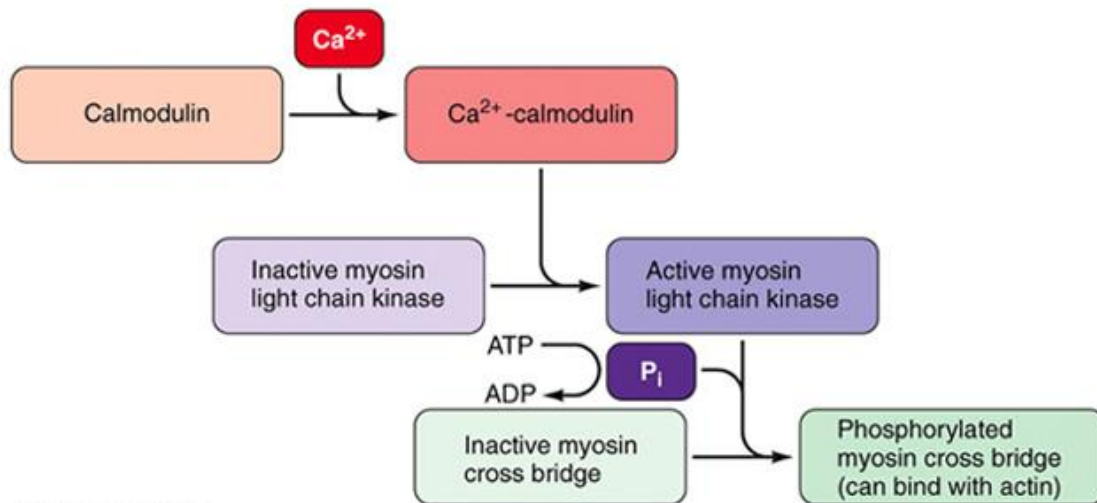 Ca²⁺
Calmodulin
Ca²⁺ -calmodulin
Inactive myosin
light chain kinase
Active myosin
light chain kinase
ATP
P_i
ADP
Inactive myosin
cross bridge
Phosphorylated
myosin cross bridge
(can bind with actin)